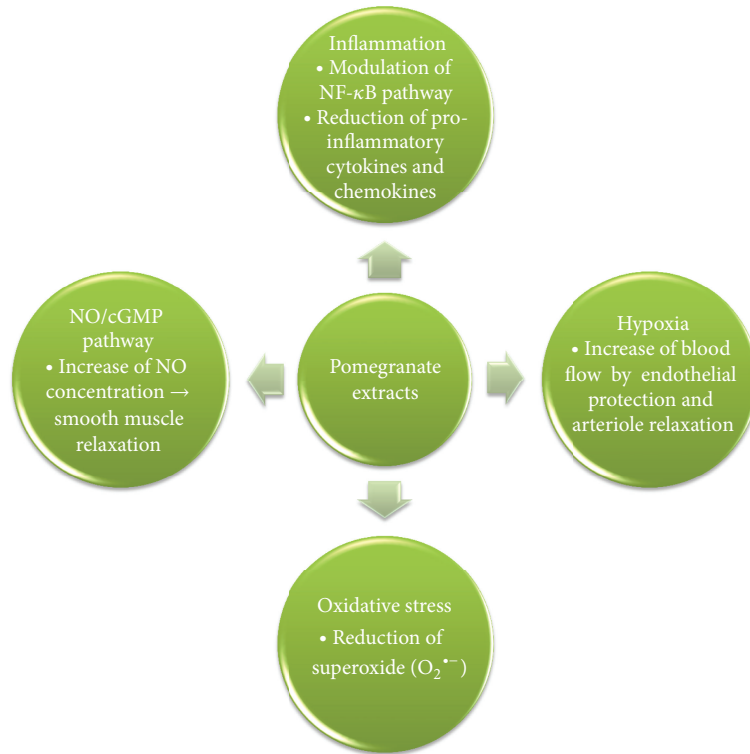 Inflammation
• Modulation of
NF-κB pathway
• Reduction of pro-
inflammatory
cytokines and
chemokines
NO/cGMP
pathway
• Increase of NO
concentration →
smooth muscle
relaxation
Pomegranate
extracts
Hypoxia
• Increase of blood
flow by endothelial
protection and
arteriole relaxation
Oxidative stress
• Reduction of
superoxide (O₂•⁻)